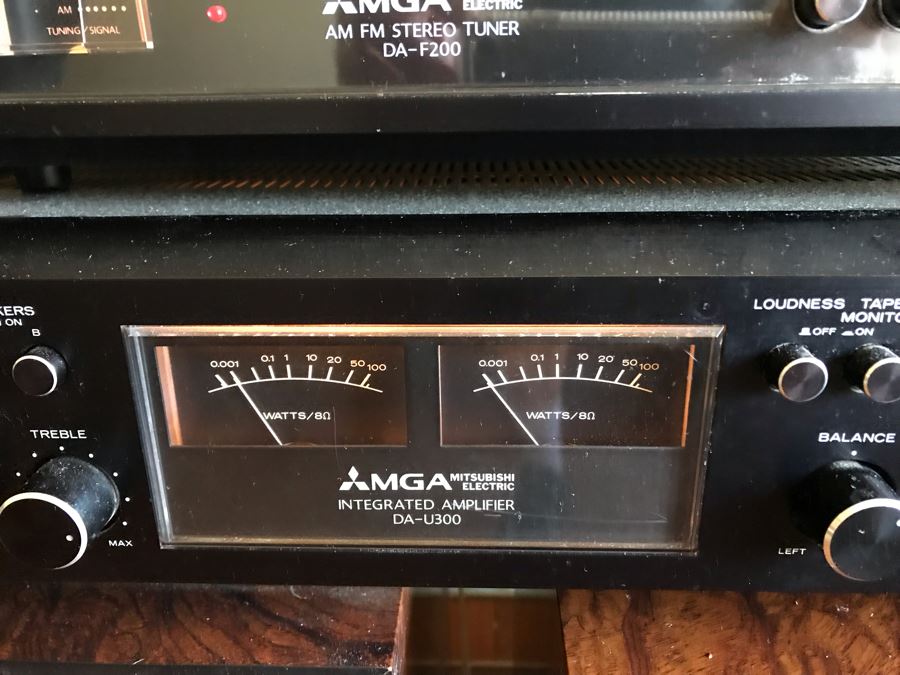 AM
TUNING/SIGNAL
MGA
ELECTRIC
AM FM STEREO TUNER
DA-F200
KERS
ON
B
TREBLE
MAX
0.001 0.1 1 10 20 50 100
WATTS/8Ω
0.001 0.1 1 10 20 50 100
WATTS/8Ω
MGA MITSUBISHI
ELECTRIC
INTEGRATED AMPLIFIER
DA-U300
LOUDNESS TAPE
MONITO
OFF ON
BALANCE
LEFT